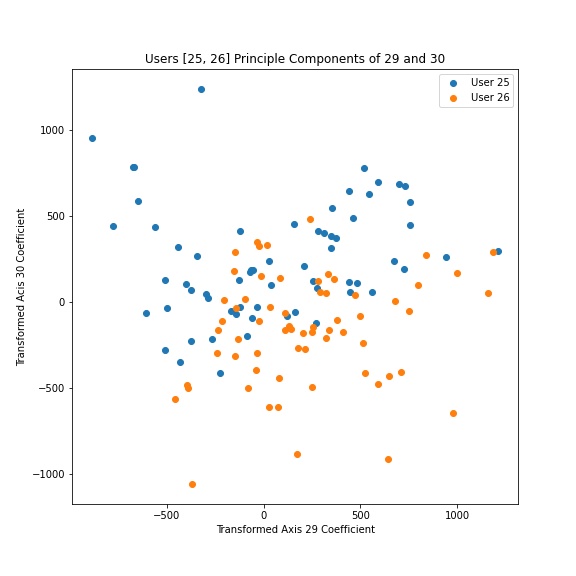 Users [25, 26] Principle Components of 29 and 30
User 25
User 26
Transformed Acis 30 Coefficient
1000
500
0
−500
−1000
−500
0
500
1000
Transformed Axis 29 Coefficient